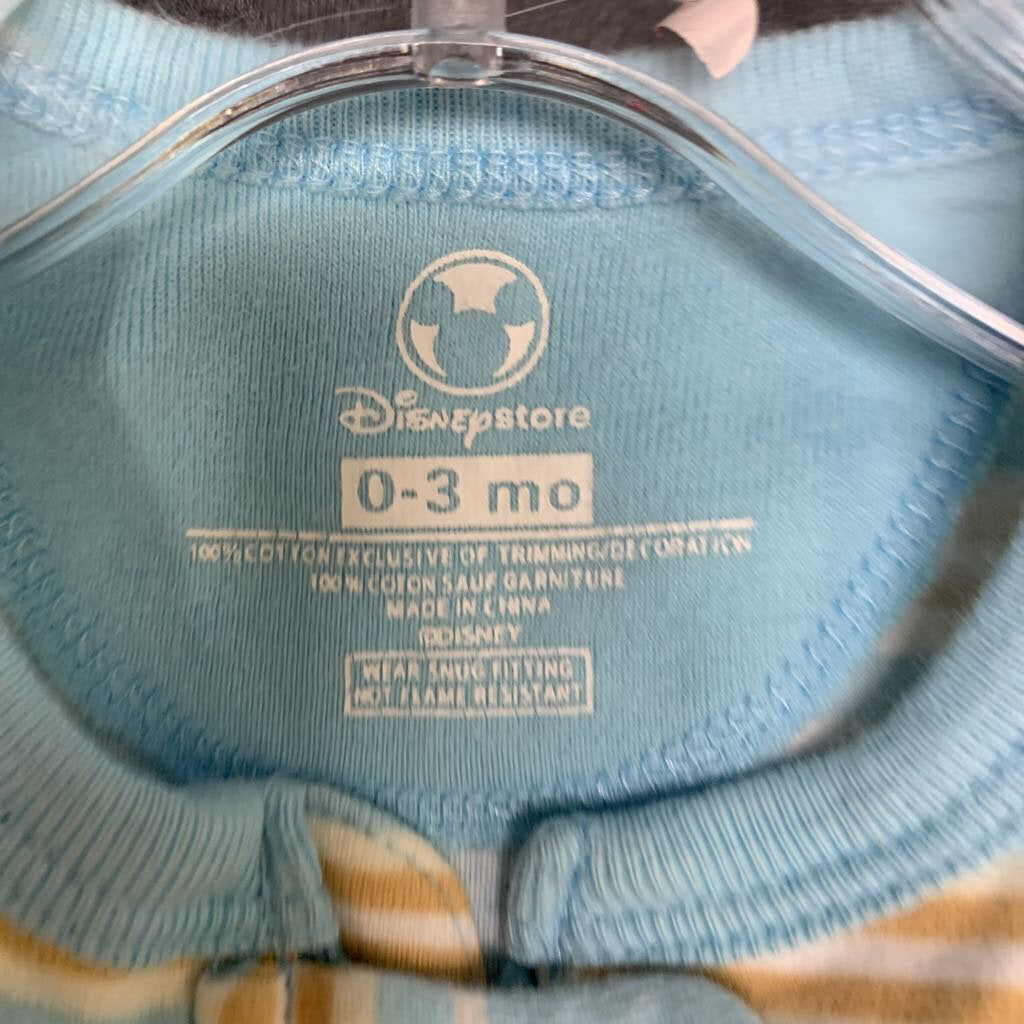 Disneystore
0-3 mo
100% COTTON EXCLUSIVE OF TRIMMING/DECORATION
100% COTON SAUF GARNITURE
MADE IN CHINA
©DISNEY
WEAR SNUG FITTING
NOT FLAME RESISTANT